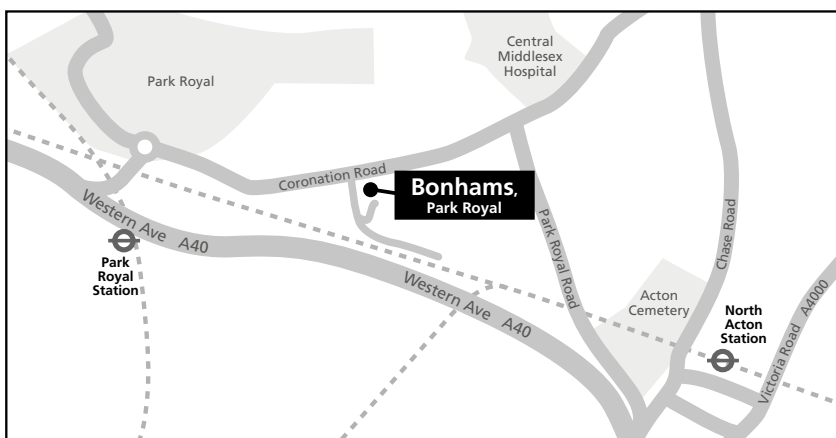 Central
Middlesex
Hospital
Park Royal
Coronation Road
Bonhams,
Park Royal
Western Ave A40
Park
Royal
Station
Western Ave A40
Park Royal Road
Chase Road
Acton
Cemetery
North
Acton
Station
Victoria Road A4000